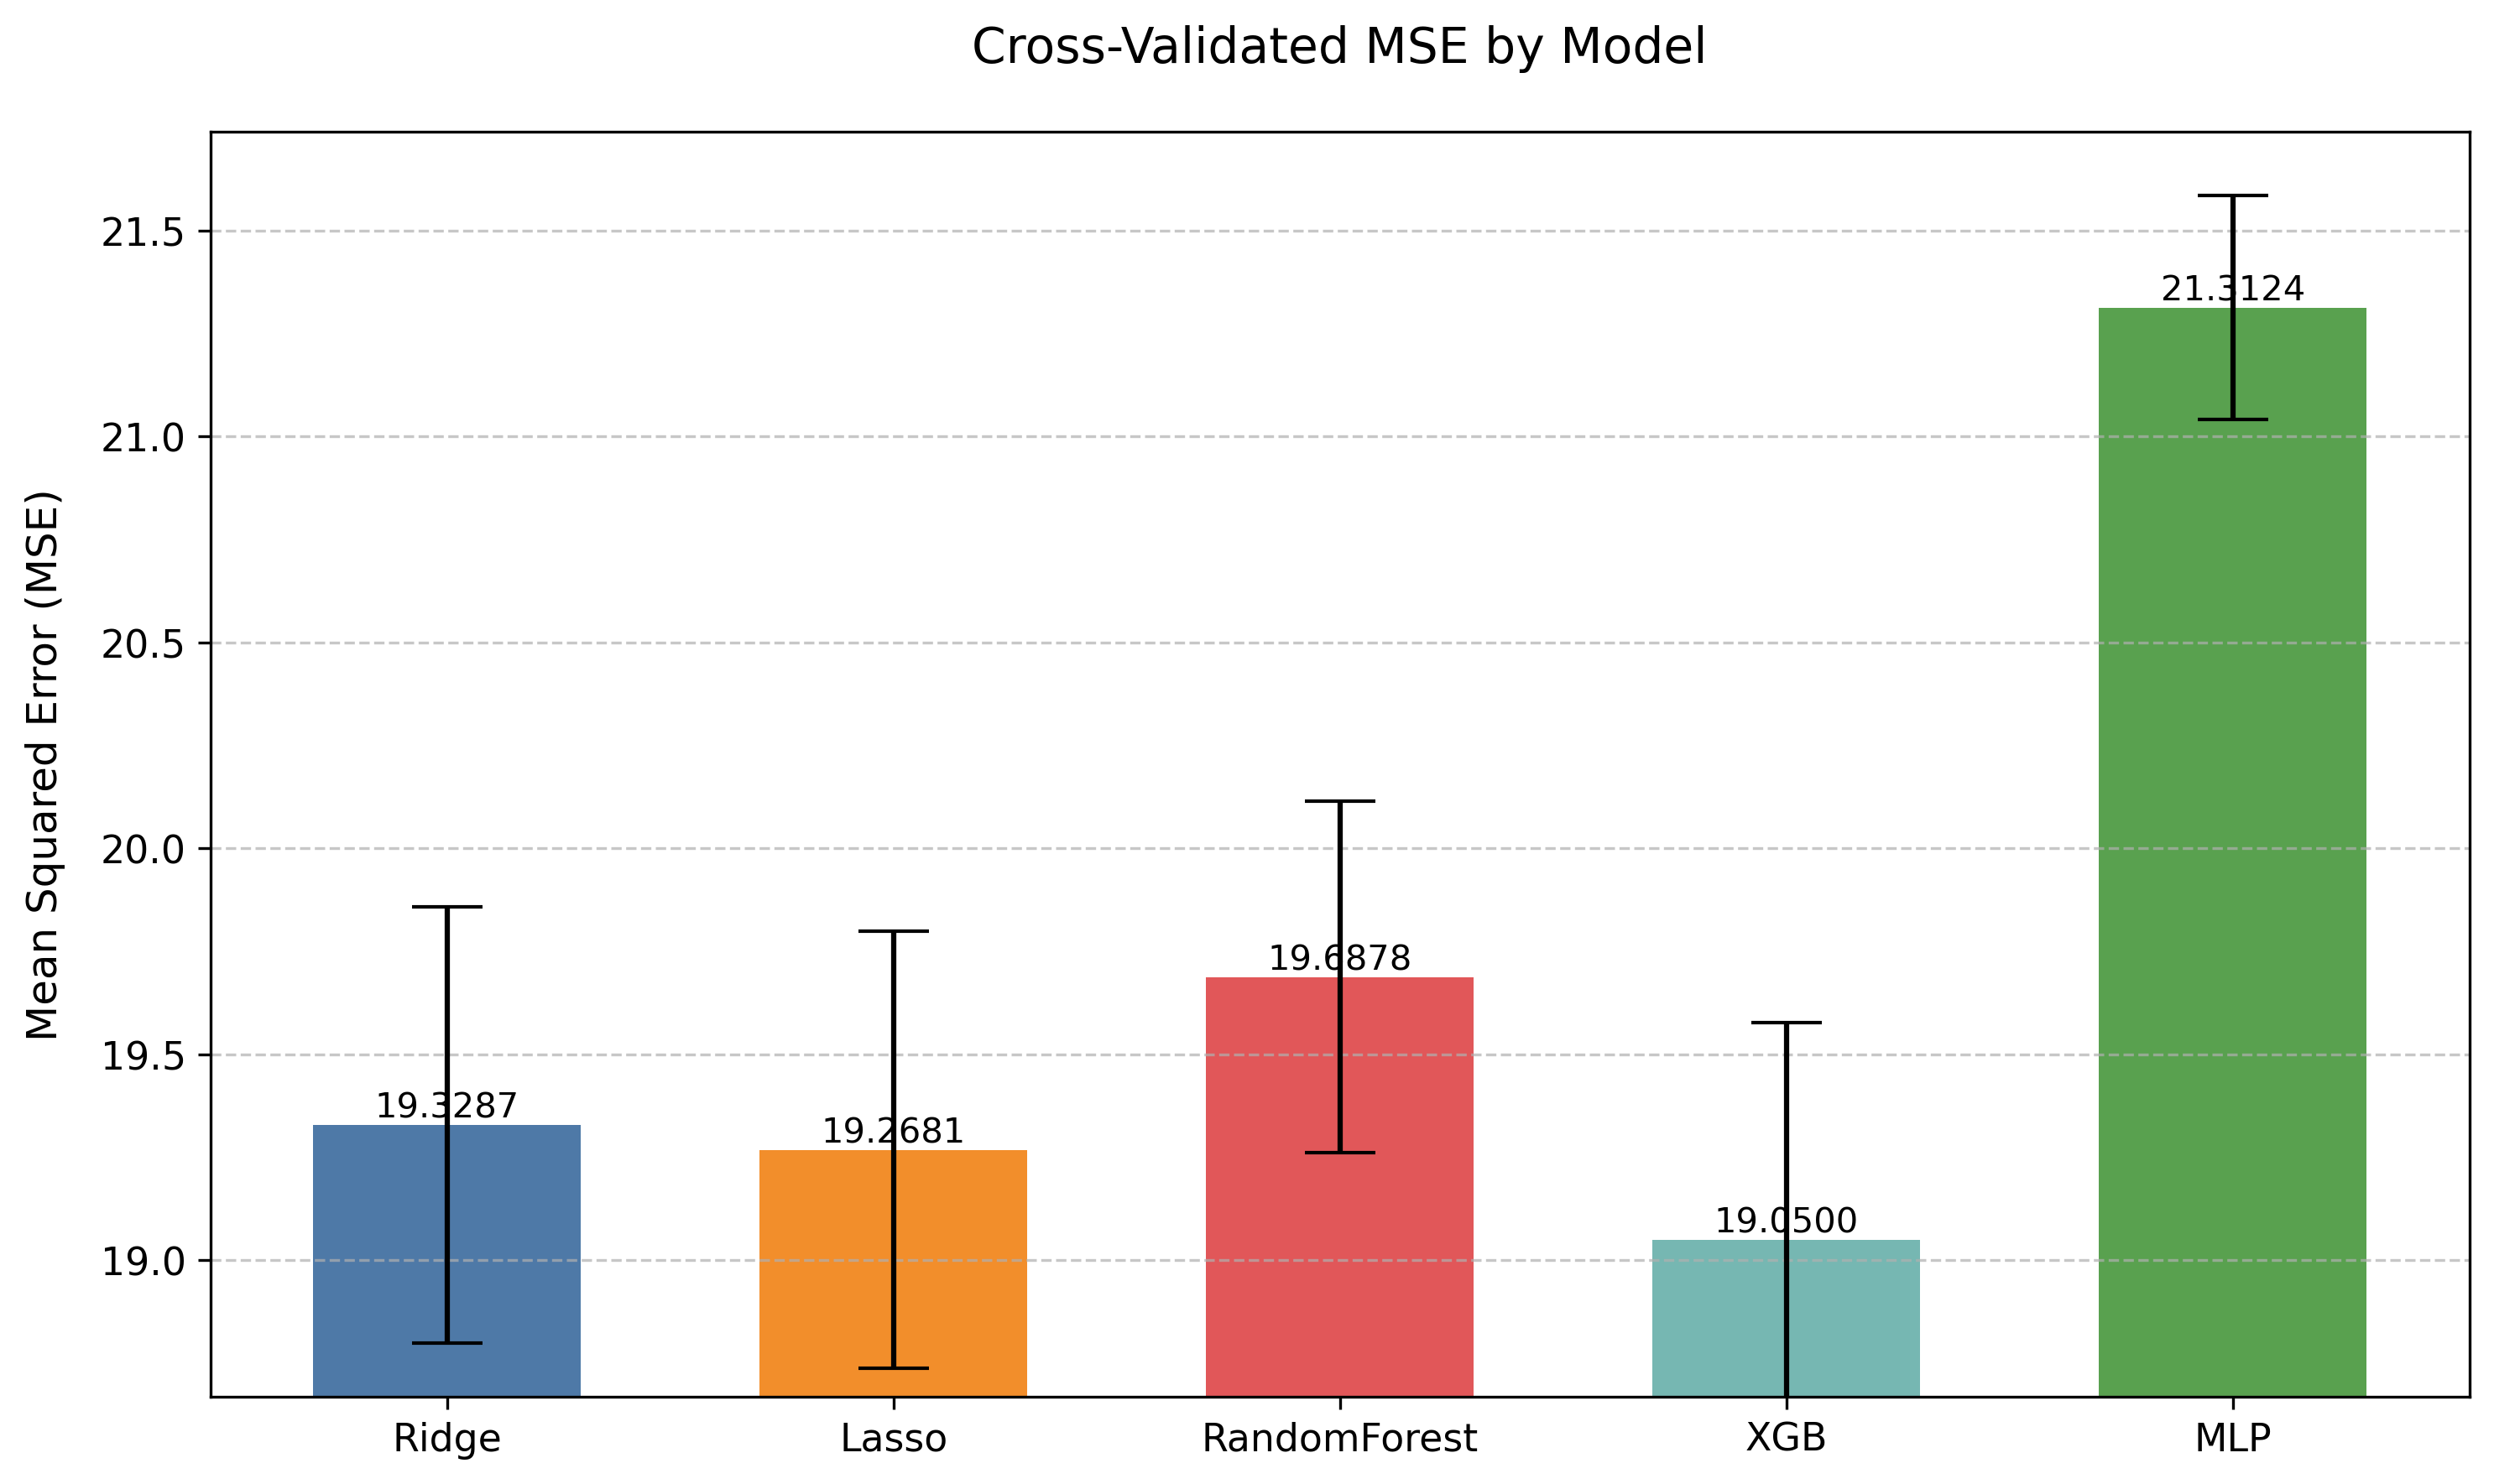 Cross-Validated MSE by Model
Mean Squared Error (MSE)
21.5
21.0
20.5
20.0
19.5
19.0
19.3287
19.2681
19.6878
19.0500
21.3124
Ridge
Lasso
RandomForest
XGB
MLP